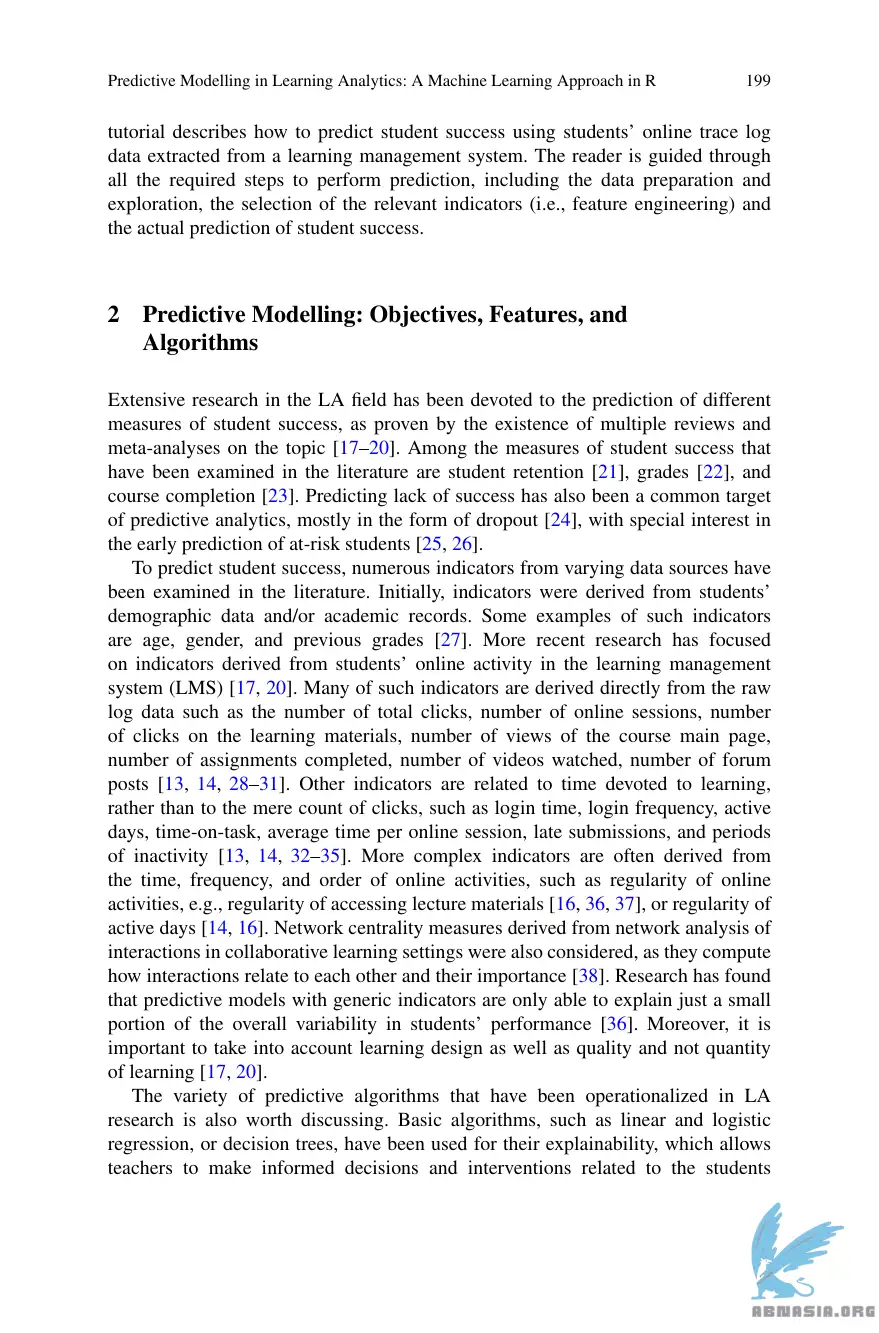 Predictive Modelling in Learning Analytics: A Machine Learning Approach in R 199
tutorial describes how to predict student success using students’ online trace log
data extracted from a learning management system. The reader is guided through
all the required steps to perform prediction, including the data preparation and
exploration, the selection of the relevant indicators (i.e., feature engineering) and
the actual prediction of student success.
2 Predictive Modelling: Objectives, Features, and
Algorithms
Extensive research in the LA field has been devoted to the prediction of different
measures of student success, as proven by the existence of multiple reviews and
meta-analyses on the topic [17–20]. Among the measures of student success that
have been examined in the literature are student retention [21], grades [22], and
course completion [23]. Predicting lack of success has also been a common target
of predictive analytics, mostly in the form of dropout [24], with special interest in
the early prediction of at-risk students [25, 26].
To predict student success, numerous indicators from varying data sources have
been examined in the literature. Initially, indicators were derived from students’
demographic data and/or academic records. Some examples of such indicators
are age, gender, and previous grades [27]. More recent research has focused
on indicators derived from students’ online activity in the learning management
system (LMS) [17, 20]. Many of such indicators are derived directly from the raw
log data such as the number of total clicks, number of online sessions, number
of clicks on the learning materials, number of views of the course main page,
number of assignments completed, number of videos watched, number of forum
posts [13, 14, 28–31]. Other indicators are related to time devoted to learning,
rather than to the mere count of clicks, such as login time, login frequency, active
days, time-on-task, average time per online session, late submissions, and periods
of inactivity [13, 14, 32–35]. More complex indicators are often derived from
the time, frequency, and order of online activities, such as regularity of online
activities, e.g., regularity of accessing lecture materials [16, 36, 37], or regularity of
active days [14, 16]. Network centrality measures derived from network analysis of
interactions in collaborative learning settings were also considered, as they compute
how interactions relate to each other and their importance [38]. Research has found
that predictive models with generic indicators are only able to explain just a small
portion of the overall variability in students’ performance [36]. Moreover, it is
important to take into account learning design as well as quality and not quantity
of learning [17, 20].
The variety of predictive algorithms that have been operationalized in LA
research is also worth discussing. Basic algorithms, such as linear and logistic
regression, or decision trees, have been used for their explainability, which allows
teachers to make informed decisions and interventions related to the students
ABNASIA.ORG